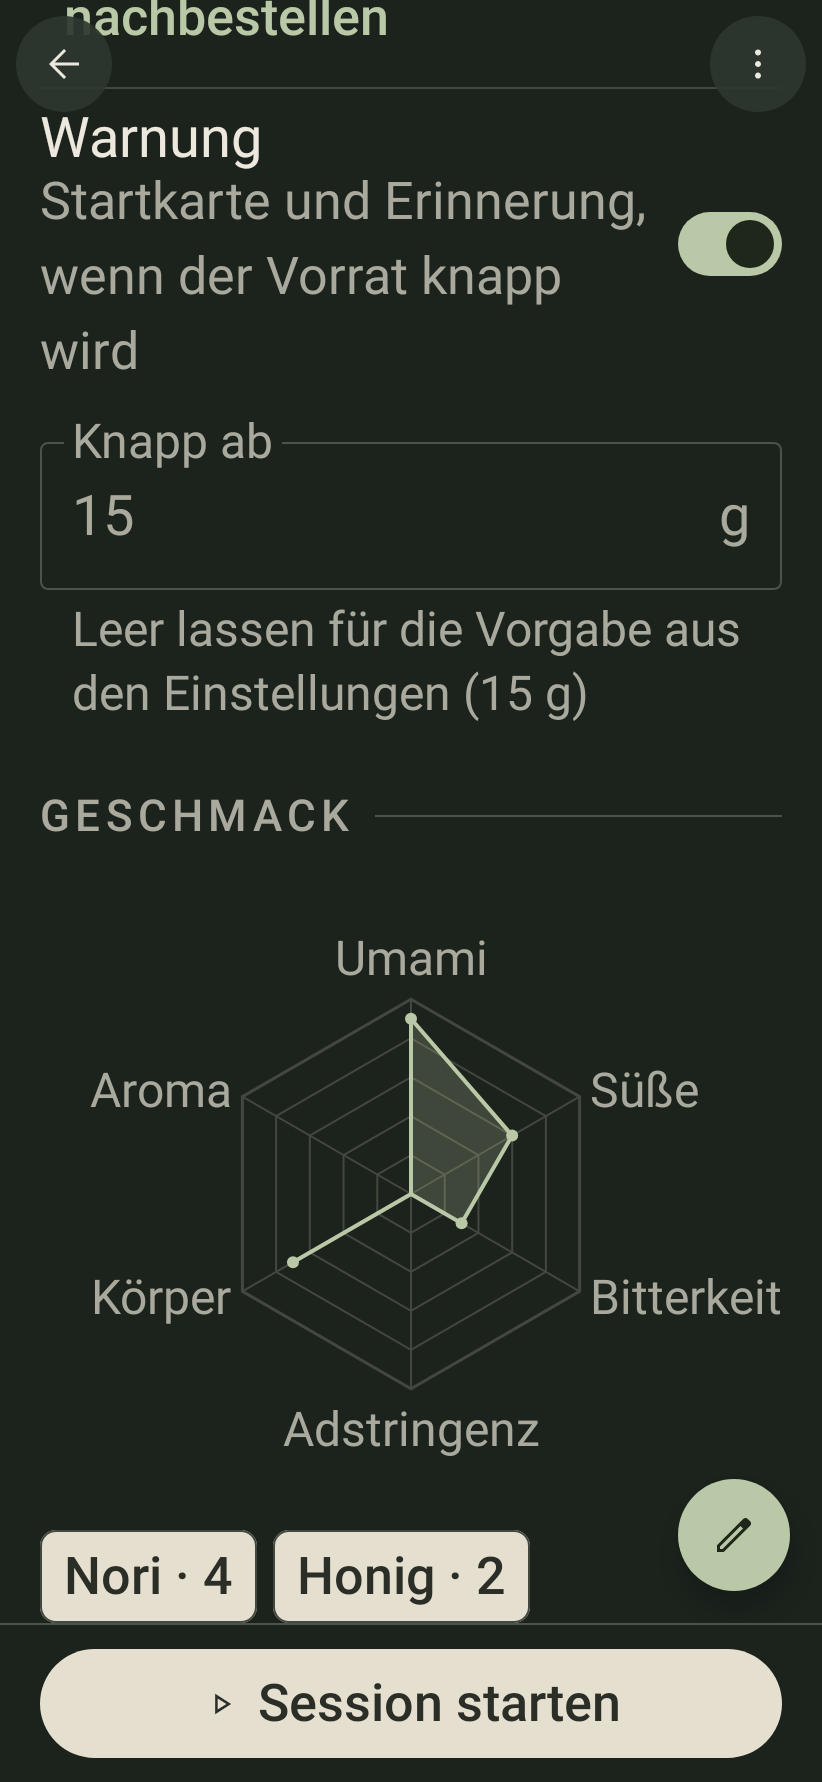 nachbestellen
Warnung
Startkarte und Erinnerung,
wenn der Vorrat knapp
wird
Knapp ab
15 g
Leer lassen für die Vorgabe aus
den Einstellungen (15 g)
GESCHMACK
Umami
Aroma
Süße
Körper
Bitterkeit
Adstringenz
Nori · 4
Honig · 2
Session starten